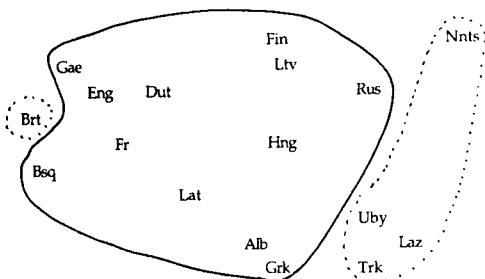 Fin
Nnts
Gae
Ltv
Eng
Dut
Rus
Brt
Fr
Hng
Bsq
Lat
Uby
Alb
Laz
Grk
Trk